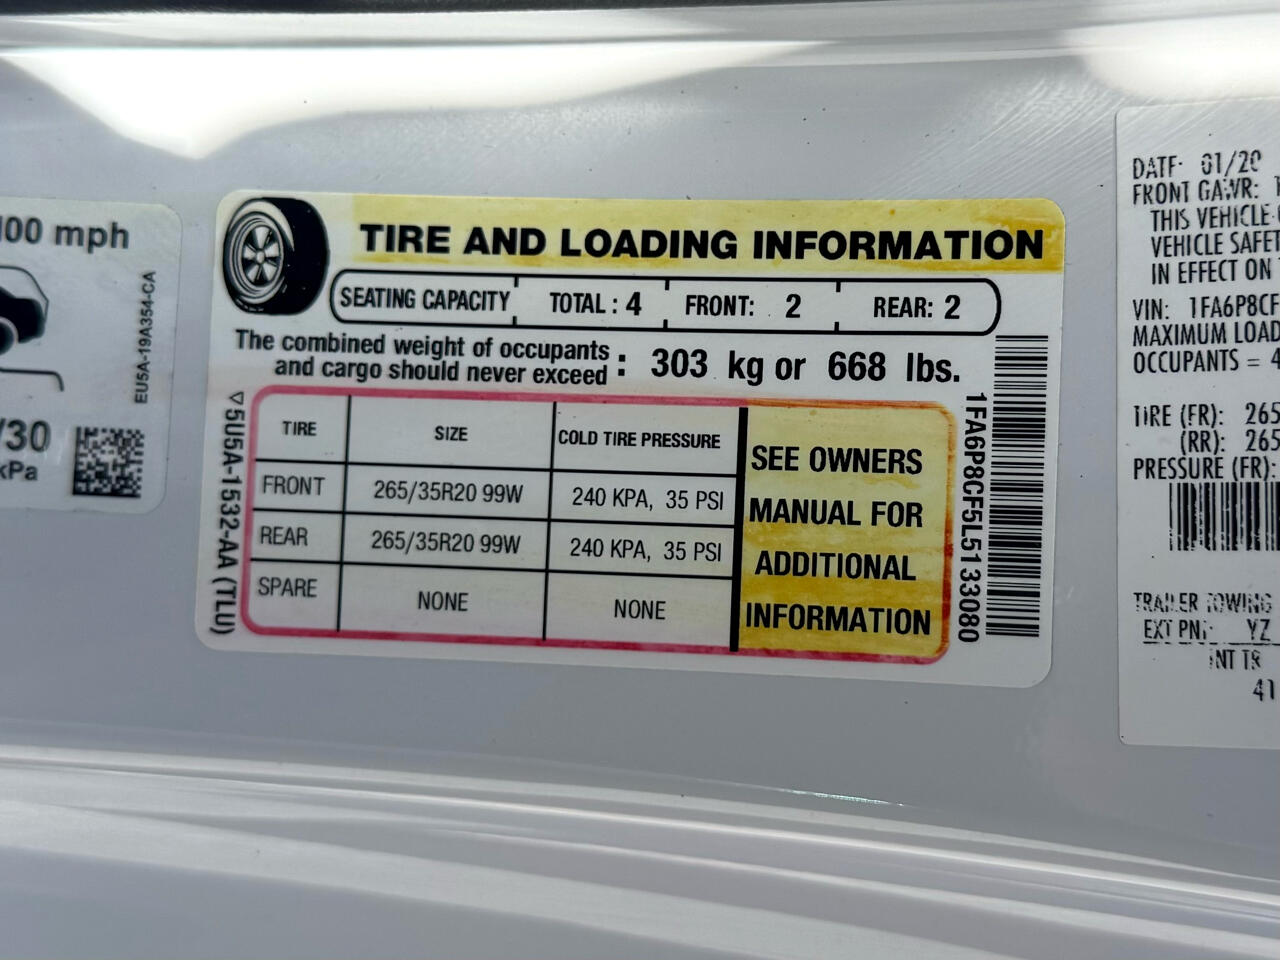 100 mph
EU5A-19A354-CA
/30
kPa
TIRE AND LOADING INFORMATION
SEATING CAPACITY TOTAL : 4 FRONT: 2 REAR: 2
The combined weight of occupants
and cargo should never exceed : 303 kg or 668 lbs.
TIRE SIZE COLD TIRE PRESSURE
FRONT 265/35R20 99W 240 KPA, 35 PSI
REAR 265/35R20 99W 240 KPA, 35 PSI
SPARE NONE NONE
SEE OWNERS
MANUAL FOR
ADDITIONAL
INFORMATION
5U5A-1532-AA (TLU)
1FA6P8CF5L5133080
DATE: 01/20
FRONT GAWR:
THIS VEHICLE
VEHICLE SAFET
IN EFFECT ON
VIN: 1FA6P8CF
MAXIMUM LOAD
OCCUPANTS = 4
TIRE (FR): 265
(RR): 265
PRESSURE (FR):
TRAILER TOWING
EXT PNT: YZ
INT TR
41